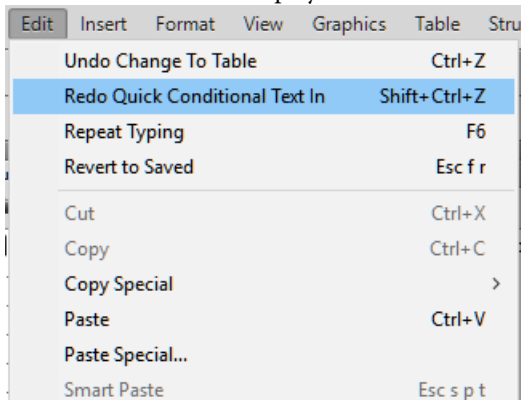 Edit Insert Format View Graphics Table Stru
Undo Change To Table Ctrl+Z
Redo Quick Conditional Text In Shift+Ctrl+Z
Repeat Typing F6
Revert to Saved Esc f r
Cut Ctrl+X
Copy Ctrl+C
Copy Special >
Paste Ctrl+V
Paste Special...
Smart Paste Esc s p t